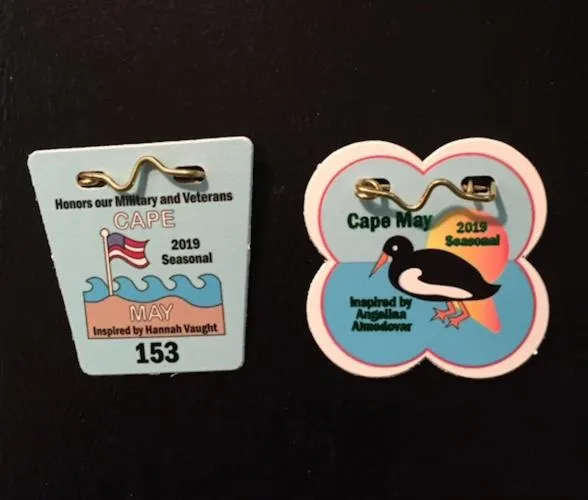 Honors our Military and Veterans
CAPE
2019
Seasonal
MAY
Inspired by Hannah Vaught
153
Cape May
2019
Seasonal
Inspired by
Angelina
Almodovar